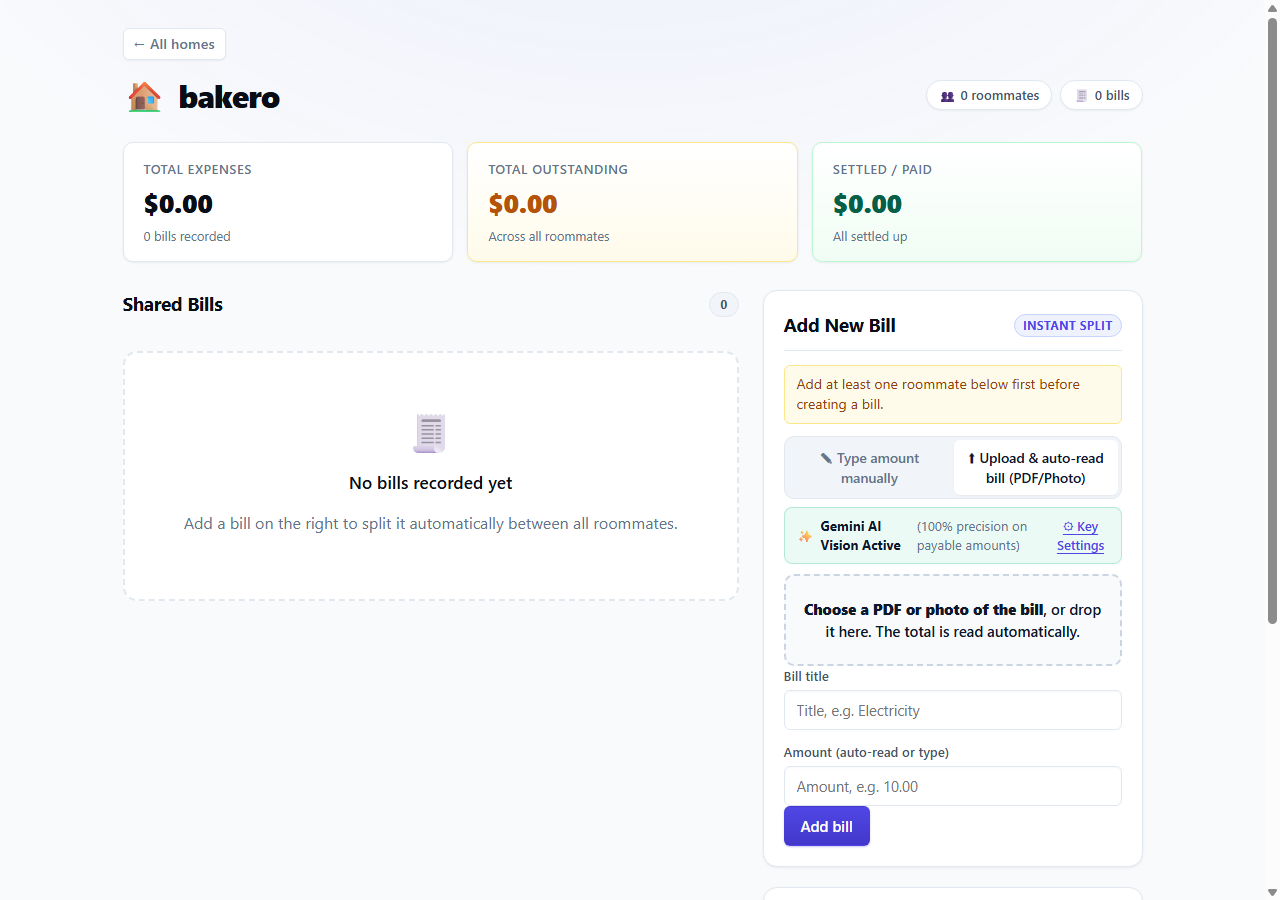 ← All homes
bakero
0 roommates
0 bills
TOTAL EXPENSES
$0.00
0 bills recorded
TOTAL OUTSTANDING
$0.00
Across all roommates
SETTLED / PAID
$0.00
All settled up
Shared Bills
0
No bills recorded yet
Add a bill on the right to split it automatically between all roommates.
Add New Bill
INSTANT SPLIT
Add at least one roommate below first before
creating a bill.
✎ Type amount
manually
⬆ Upload & auto-read
bill (PDF/Photo)
✨ Gemini AI
Vision Active
(100% precision on
payable amounts)
⚙ Key
Settings
Choose a PDF or photo of the bill, or drop
it here. The total is read automatically.
Bill title
Title, e.g. Electricity
Amount (auto-read or type)
Amount, e.g. 10.00
Add bill